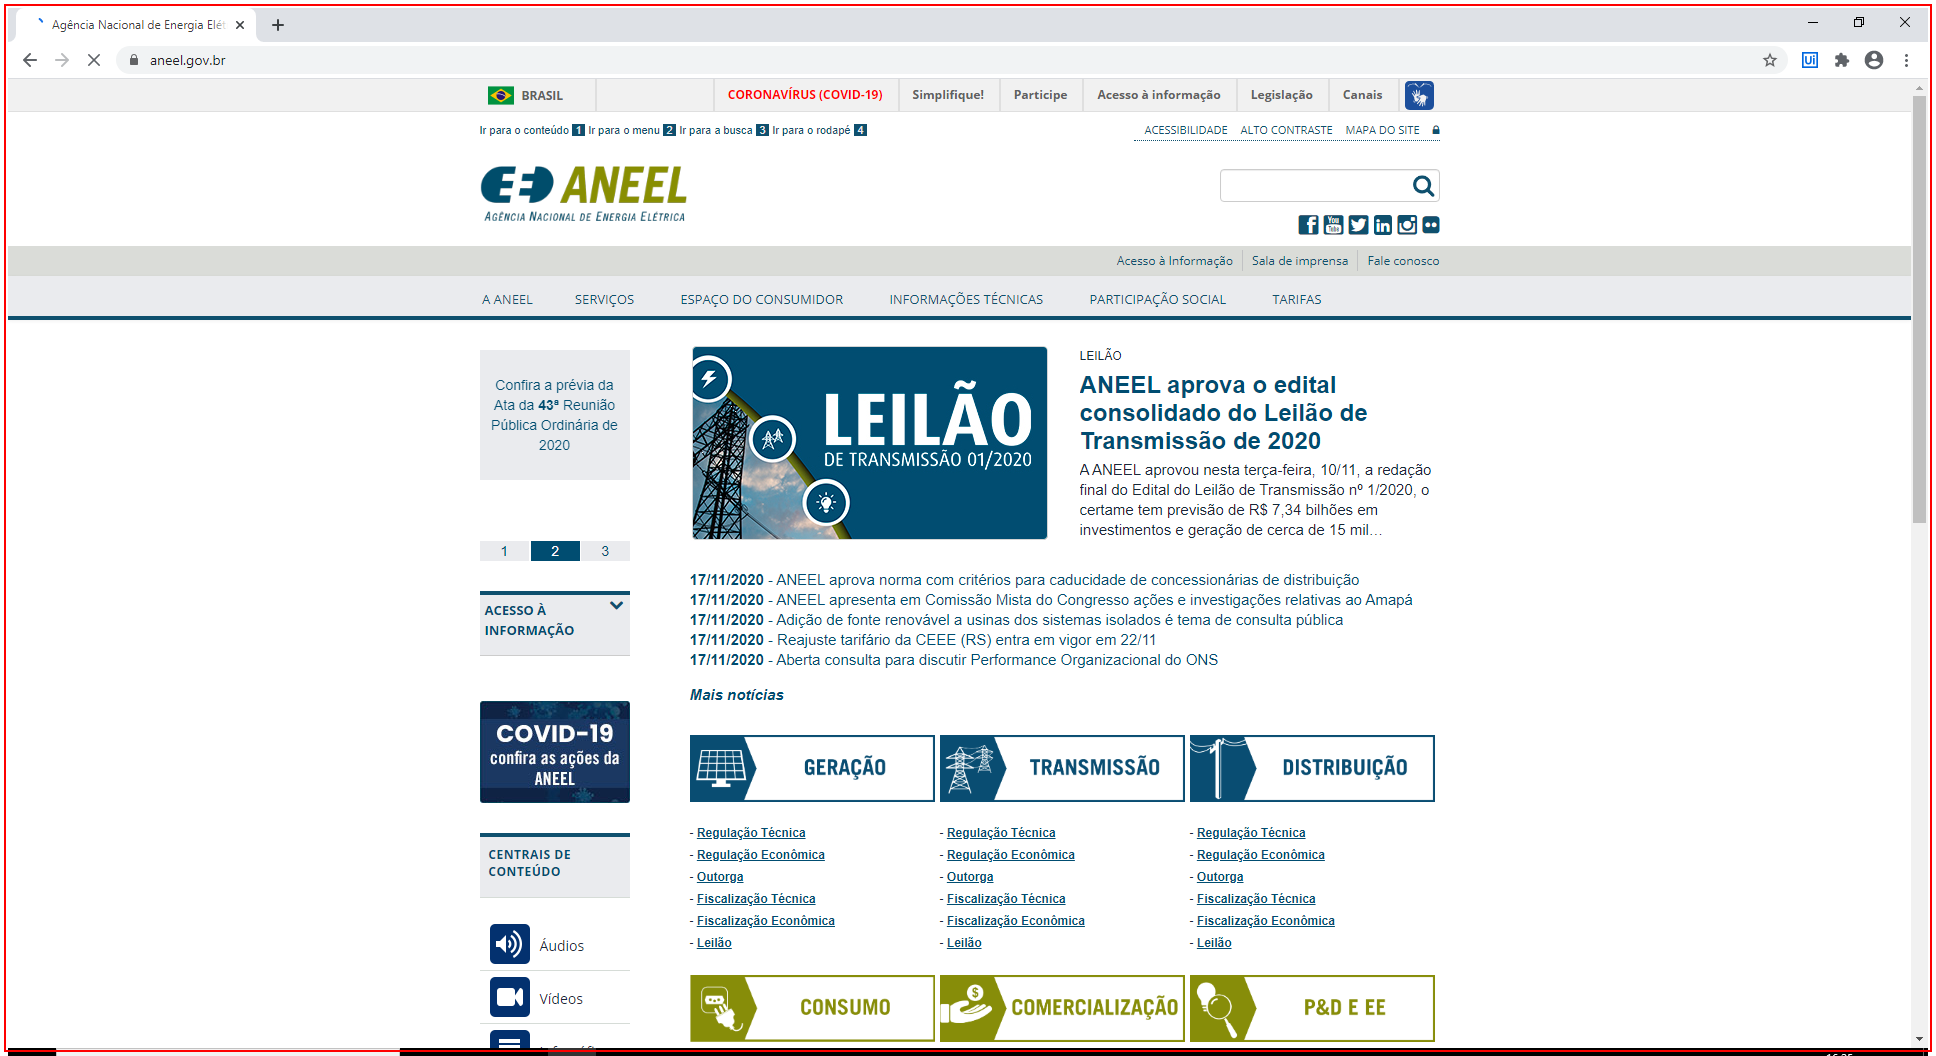 Agência Nacional de Energia Elét
aneel.gov.br
BRASIL
CORONAVÍRUS (COVID-19)
Simplifique!
Participe
Acesso à informação
Legislação
Canais
Ir para o conteúdo 1 Ir para o menu 2 Ir para a busca 3 Ir para o rodapé 4
ACESSIBILIDADE ALTO CONTRASTE MAPA DO SITE
ANEEL
AGÊNCIA NACIONAL DE ENERGIA ELÉTRICA
Acesso à Informação
Sala de imprensa
Fale conosco
A ANEEL
SERVIÇOS
ESPAÇO DO CONSUMIDOR
INFORMAÇÕES TÉCNICAS
PARTICIPAÇÃO SOCIAL
TARIFAS
Confira a prévia da
Ata da 43ª Reunião
Pública Ordinária de
2020
1 2 3
ACESSO À
INFORMAÇÃO
COVID-19
confira as ações da
ANEEL
CENTRAIS DE
CONTEÚDO
Áudios
Vídeos
LEILÃO
DE TRANSMISSÃO 01/2020
LEILÃO
ANEEL aprova o edital
consolidado do Leilão de
Transmissão de 2020
A ANEEL aprovou nesta terça-feira, 10/11, a redação
final do Edital do Leilão de Transmissão nº 1/2020, o
certame tem previsão de R$ 7,34 bilhões em
investimentos e geração de cerca de 15 mil...
17/11/2020 - ANEEL aprova norma com critérios para caducidade de concessionárias de distribuição
17/11/2020 - ANEEL apresenta em Comissão Mista do Congresso ações e investigações relativas ao Amapá
17/11/2020 - Adição de fonte renovável a usinas dos sistemas isolados é tema de consulta pública
17/11/2020 - Reajuste tarifário da CEEE (RS) entra em vigor em 22/11
17/11/2020 - Aberta consulta para discutir Performance Organizacional do ONS
Mais notícias
GERAÇÃO
- Regulação Técnica
- Regulação Econômica
- Outorga
- Fiscalização Técnica
- Fiscalização Econômica
- Leilão
TRANSMISSÃO
- Regulação Técnica
- Regulação Econômica
- Outorga
- Fiscalização Técnica
- Fiscalização Econômica
- Leilão
DISTRIBUIÇÃO
- Regulação Técnica
- Regulação Econômica
- Outorga
- Fiscalização Técnica
- Fiscalização Econômica
- Leilão
CONSUMO
COMERCIALIZAÇÃO
P&D E EE